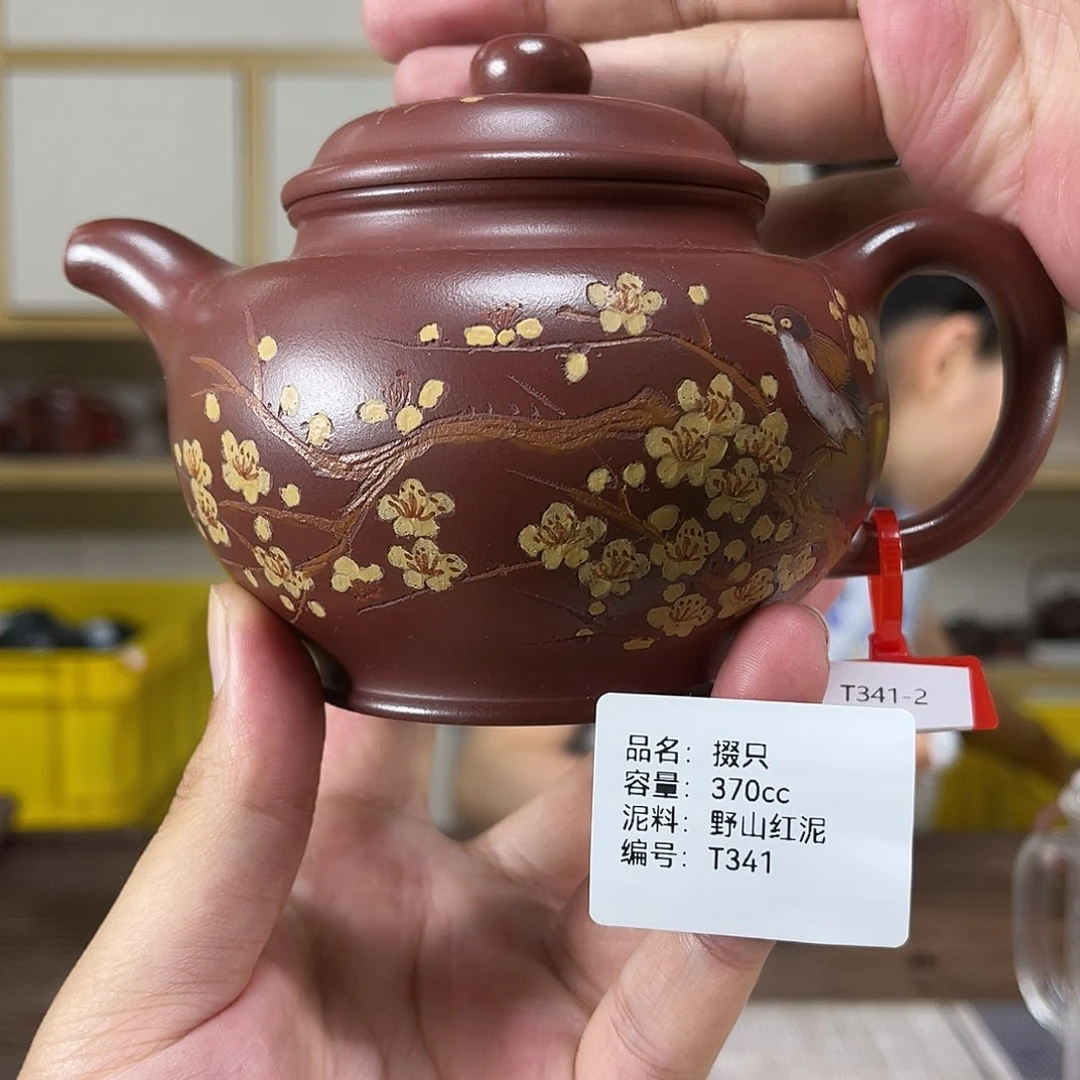 T341-2
品名：掇只
容量：370cc
泥料：野山红泥
编号：T341